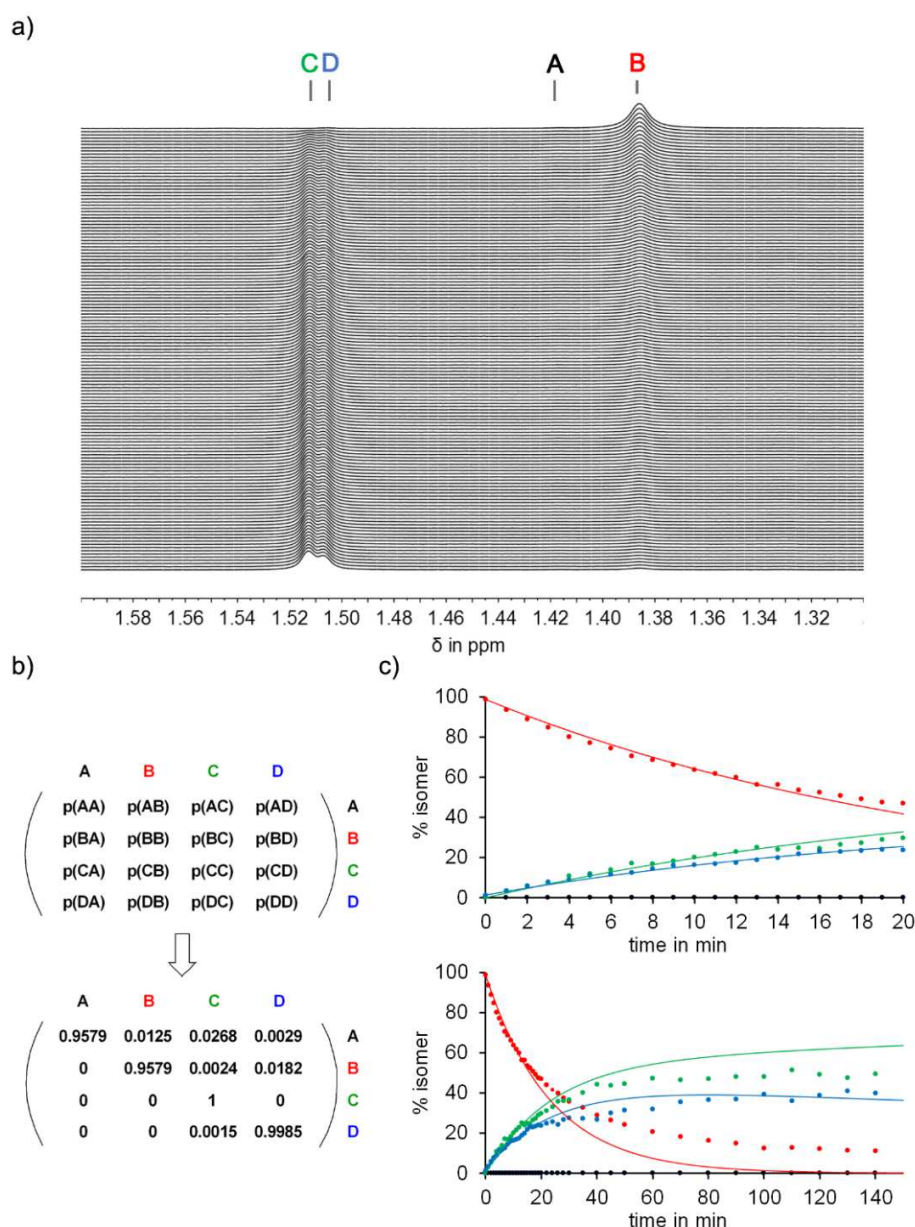 a)
C D A B
1.58 1.56 1.54 1.52 1.50 1.48 1.46 1.44 1.42 1.40 1.38 1.36 1.34 1.32
δ in ppm
b)
A B C D
p(AA) p(AB) p(AC) p(AD) A
p(BA) p(BB) p(BC) p(BD) B
p(CA) p(CB) p(CC) p(CD) C
p(DA) p(DB) p(DC) p(DD) D
A B C D
0.9579 0.0125 0.0268 0.0029 A
0 0.9579 0.0024 0.0182 B
0 0 1 0 C
0 0 0.0015 0.9985 D
c)
100
80
60
40
20
0
% isomer
0 2 4 6 8 10 12 14 16 18 20
time in min
100
80
60
40
20
0
% isomer
0 20 40 60 80 100 120 140
time in min